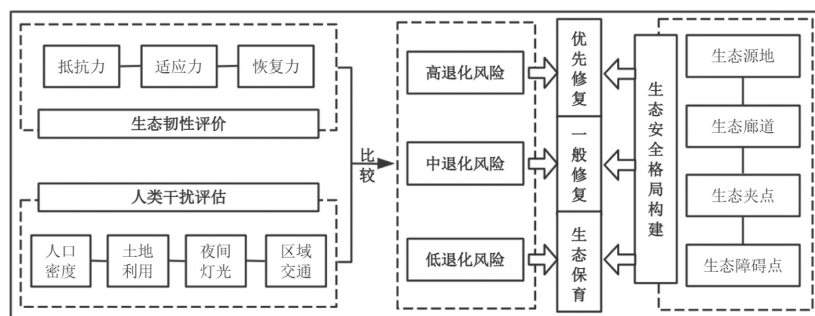 抵抗力
适应力
恢复力
生态韧性评价
人类干扰评估
人口
密度
土地
利用
夜间
灯光
区域
交通
比较
高退化风险
中退化风险
低退化风险
优先修复
一般修复
生态保育
生态安全格局构建
生态源地
生态廊道
生态夹点
生态障碍点